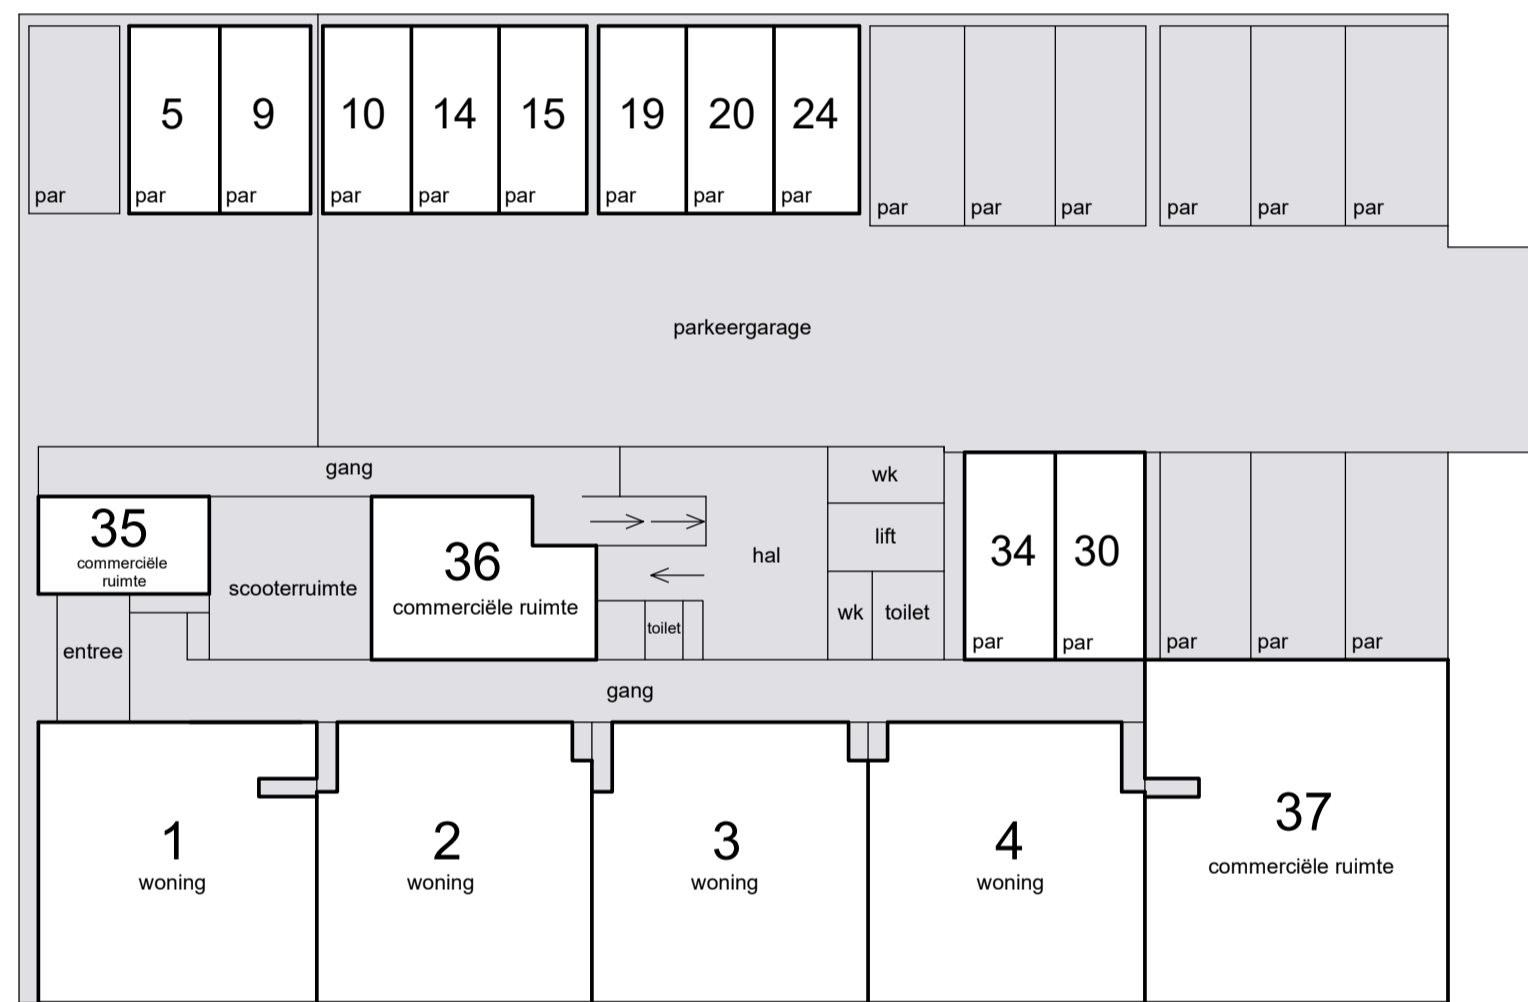 5 9 10 14 15 19 20 24
par par par par par par par par par
par par par par par par
parkeergarage
gang
wk
35
commerciële
ruimte
36
commerciële ruimte
scooterruimte
hal
lift
34 30
wk toilet
toilet
par par par par par
entree
gang
1
woning
2
woning
3
woning
4
woning
37
commerciële ruimte